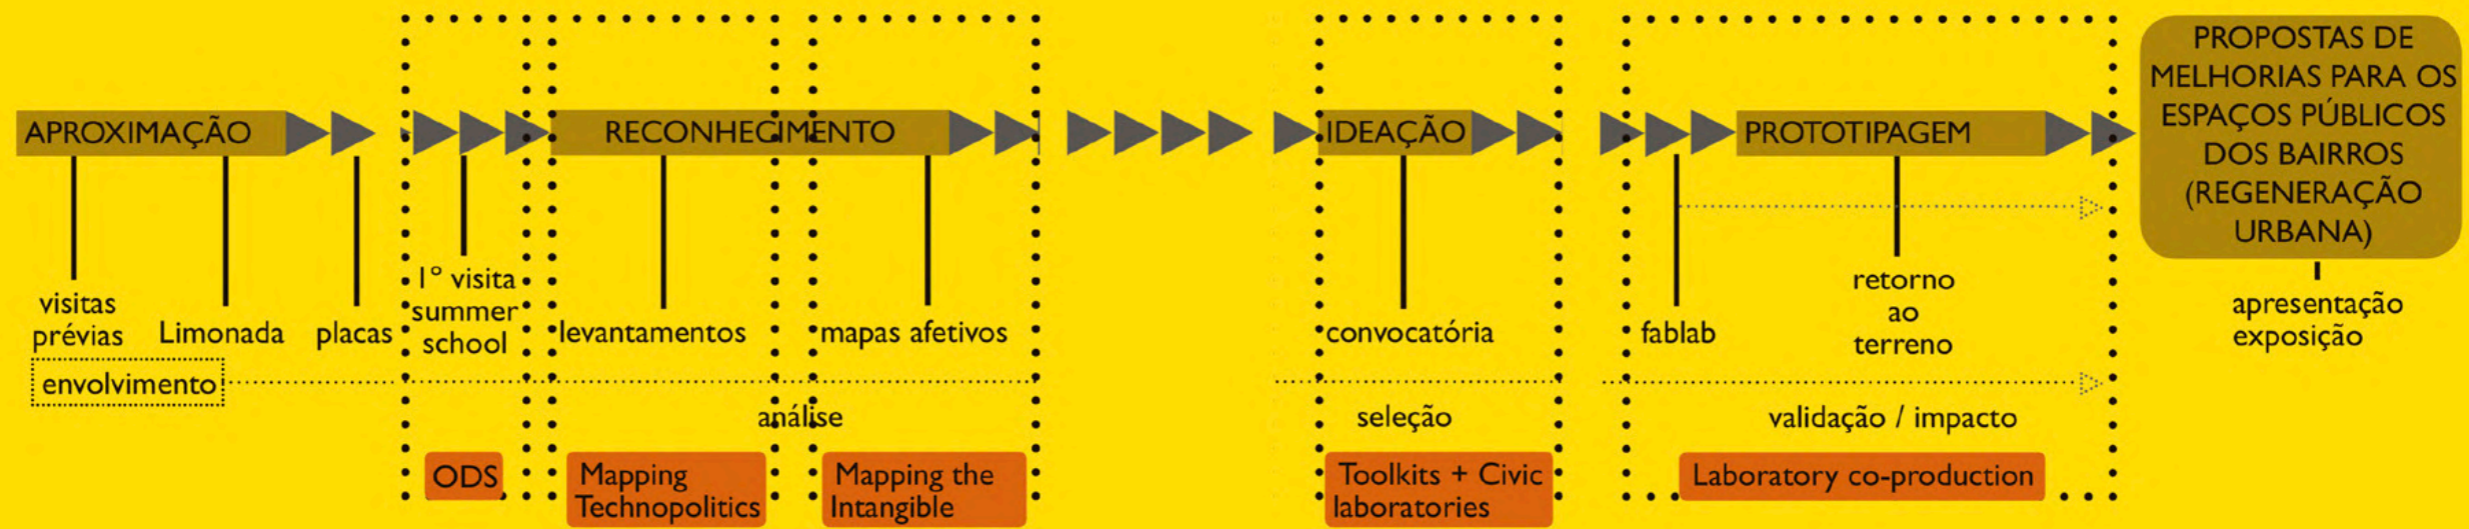 APROXIMAÇÃO
RECONHECIMENTO
IDEAÇÃO
PROTOTIPAGEM
PROPOSTAS DE
MELHORIAS PARA OS
ESPAÇOS PÚBLICOS
DOS BAIRROS
(REGENERAÇÃO
URBANA)
visitas
prévias
Limonada
placas
1º visita
summer
school
levantamentos
mapas afetivos
convocatória
fablab
retorno
ao
terreno
apresentação
exposição
envolvimento
análise
seleção
validação / impacto
ODS
Mapping
Technopolitics
Mapping the
Intangible
Toolkits + Civic
laboratories
Laboratory co-production